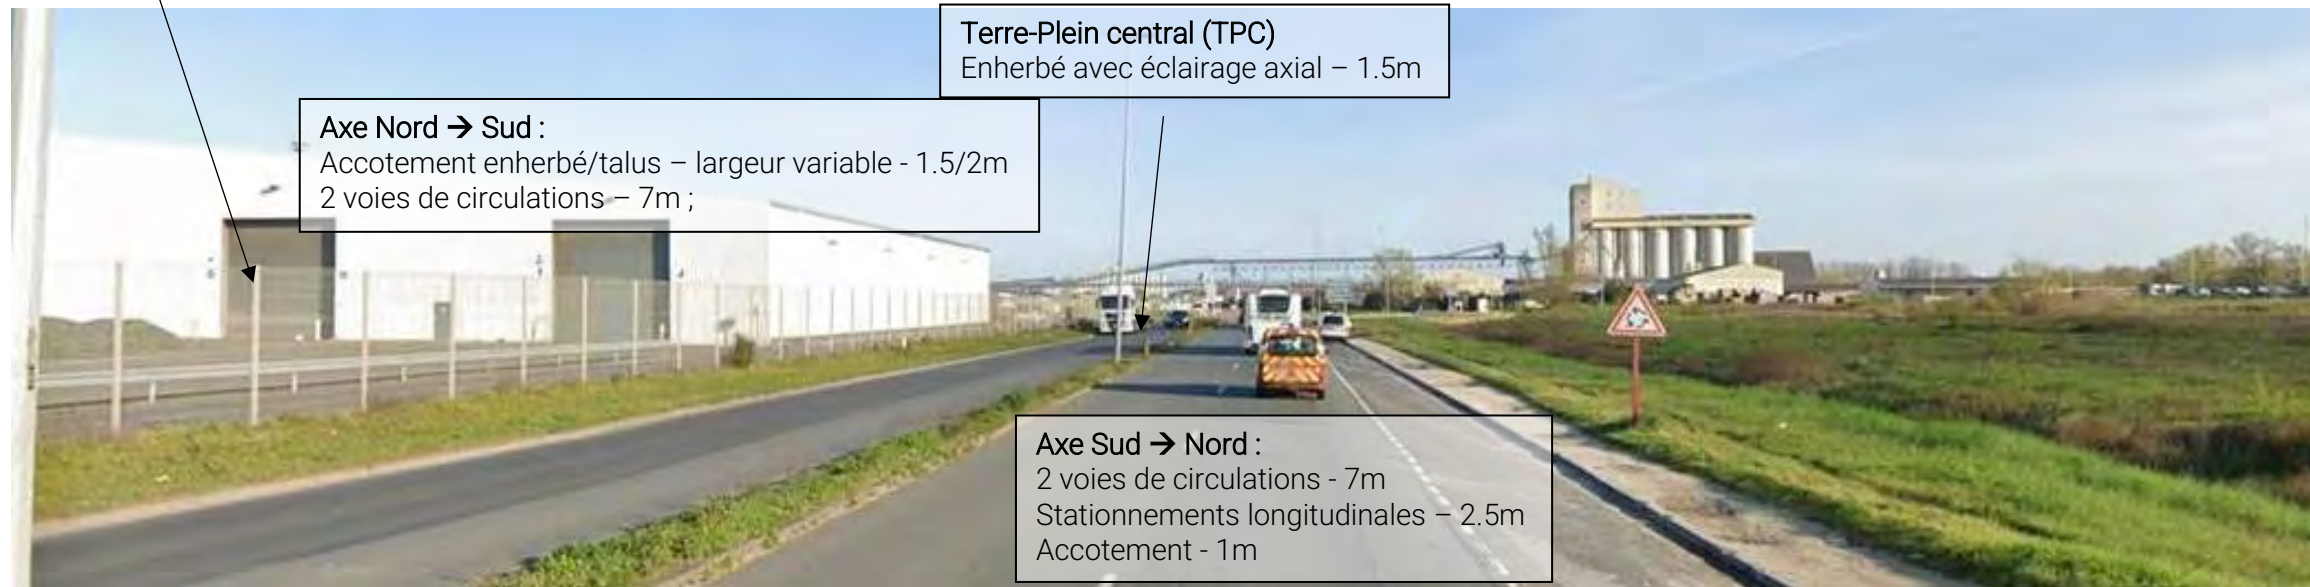 Terre-Plein central (TPC)
Enherbé avec éclairage axial – 1.5m
Axe Nord → Sud :
Accotement enherbé/talus – largeur variable - 1.5/2m
2 voies de circulations – 7m ;
Axe Sud → Nord :
2 voies de circulations - 7m
Stationnements longitudinales – 2.5m
Accotement - 1m